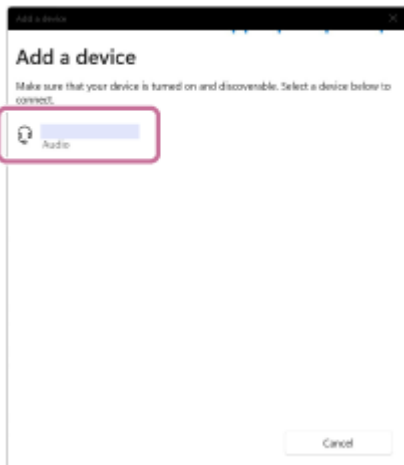 Add a device
Add a device
Make sure that your device is turned on and discoverable. Select a device below to
connect.
Audio
Cancel